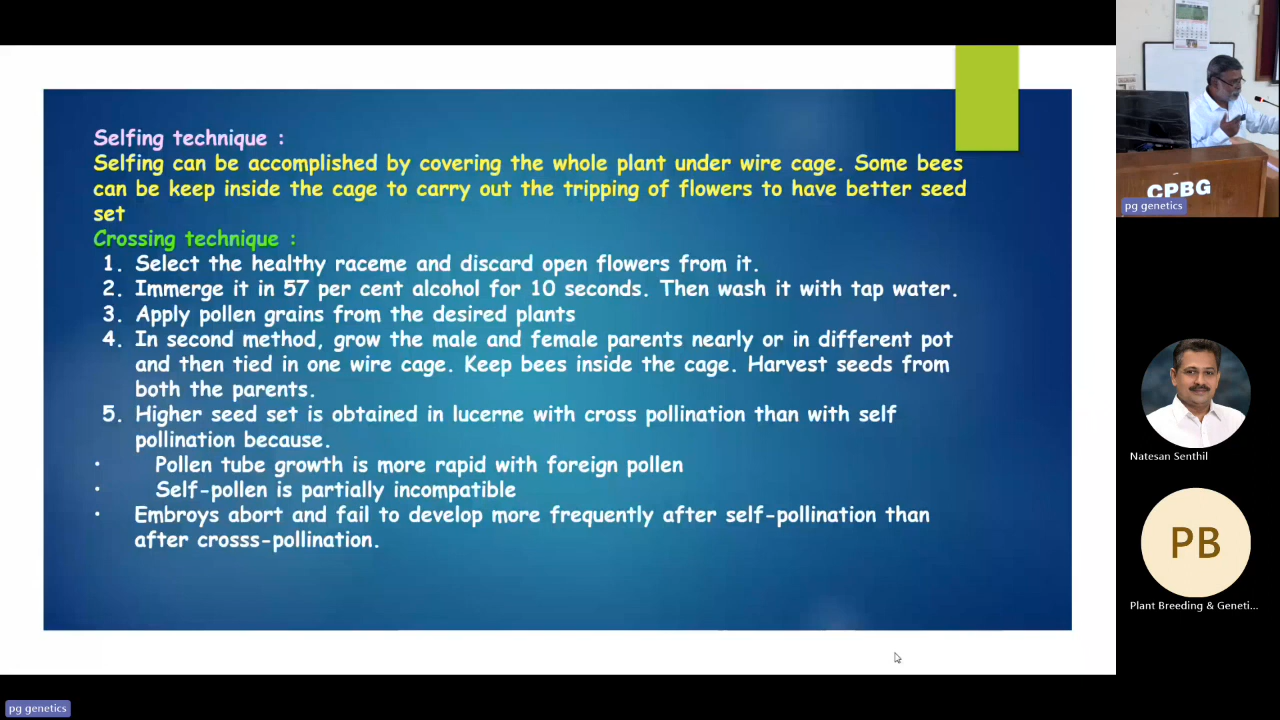 Selfing technique :
Selfing can be accomplished by covering the whole plant under wire cage. Some bees
can be keep inside the cage to carry out the tripping of flowers to have better seed
set
Crossing technique :
1. Select the healthy raceme and discard open flowers from it.
2. Immerge it in 57 per cent alcohol for 10 seconds. Then wash it with tap water.
3. Apply pollen grains from the desired plants
4. In second method, grow the male and female parents nearly or in different pot
and then tied in one wire cage. Keep bees inside the cage. Harvest seeds from
both the parents.
5. Higher seed set is obtained in lucerne with cross pollination than with self
pollination because.
• Pollen tube growth is more rapid with foreign pollen
• Self-pollen is partially incompatible
• Embroys abort and fail to develop more frequently after self-pollination than
after crosss-pollination.
CPBG
pg genetics
Natesan Senthil
PB
Plant Breeding & Geneti...
pg genetics